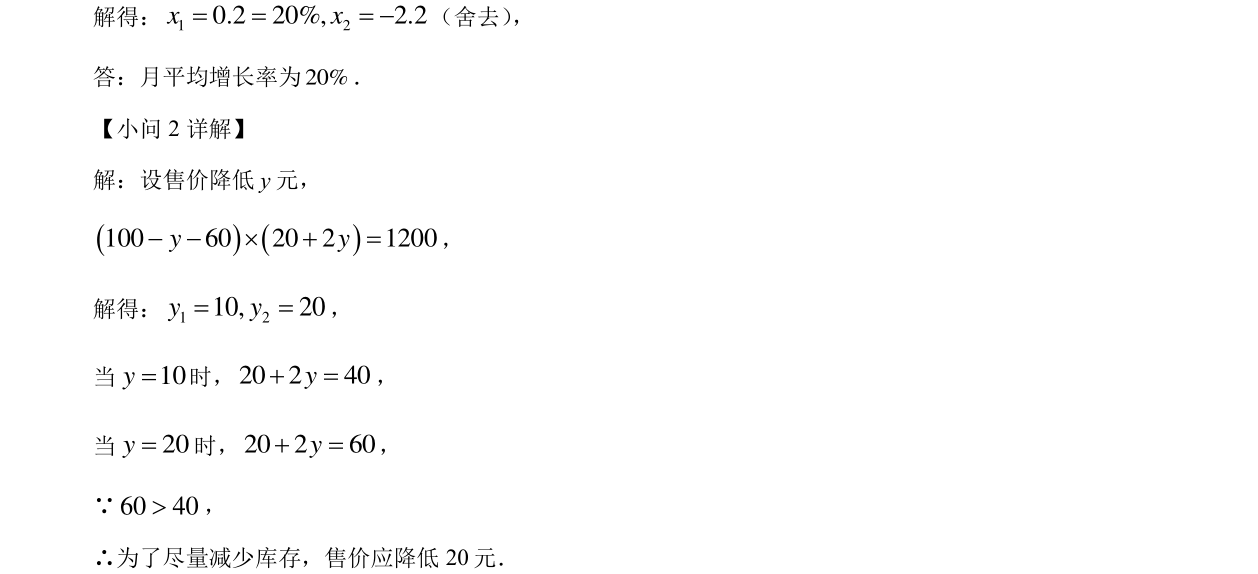 解得：x₁ = 0.2 = 20%, x₂ = −2.2（舍去），
答：月平均增长率为 20%．
【小问 2 详解】
解：设售价降低 y 元，
(100 − y − 60)×(20 + 2y) = 1200，
解得：y₁ = 10, y₂ = 20，
当 y = 10 时，20 + 2y = 40，
当 y = 20 时，20 + 2y = 60，
∵ 60 > 40，
∴为了尽量减少库存，售价应降低 20 元．